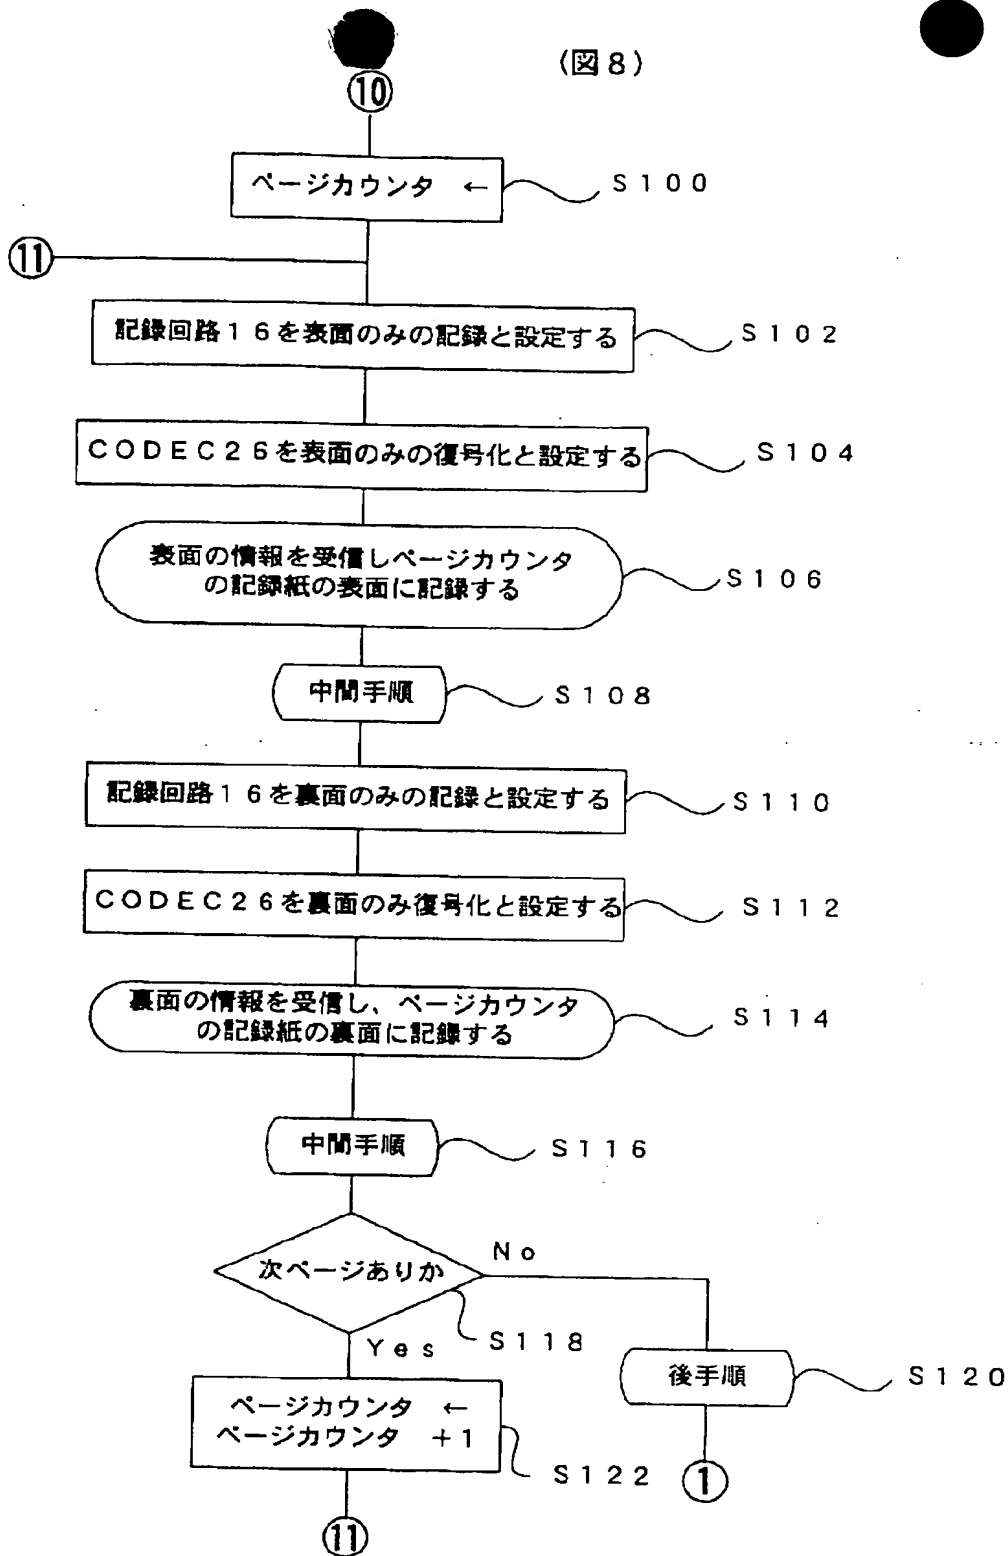 (図8)
⑩
ページカウンタ ←
S100
⑪
記録回路16を表面のみの記録と設定する
S102
CODEC26を表面のみの復号化と設定する
S104
表面の情報を受信しページカウンタ
の記録紙の表面に記録する
S106
中間手順
S108
記録回路16を裏面のみの記録と設定する
S110
CODEC26を裏面のみ復号化と設定する
S112
裏面の情報を受信し、ページカウンタ
の記録紙の裏面に記録する
S114
中間手順
S116
次ページありか
No
S118
Yes
後手順
S120
ページカウンタ ←
ページカウンタ +1
S122
①
⑪